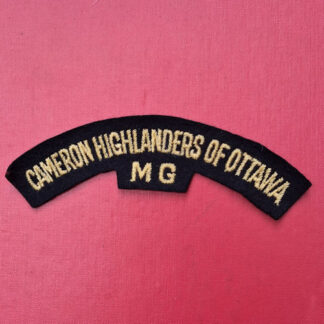 CAMERON HIGHLANDERS OF OTTAWA
MG